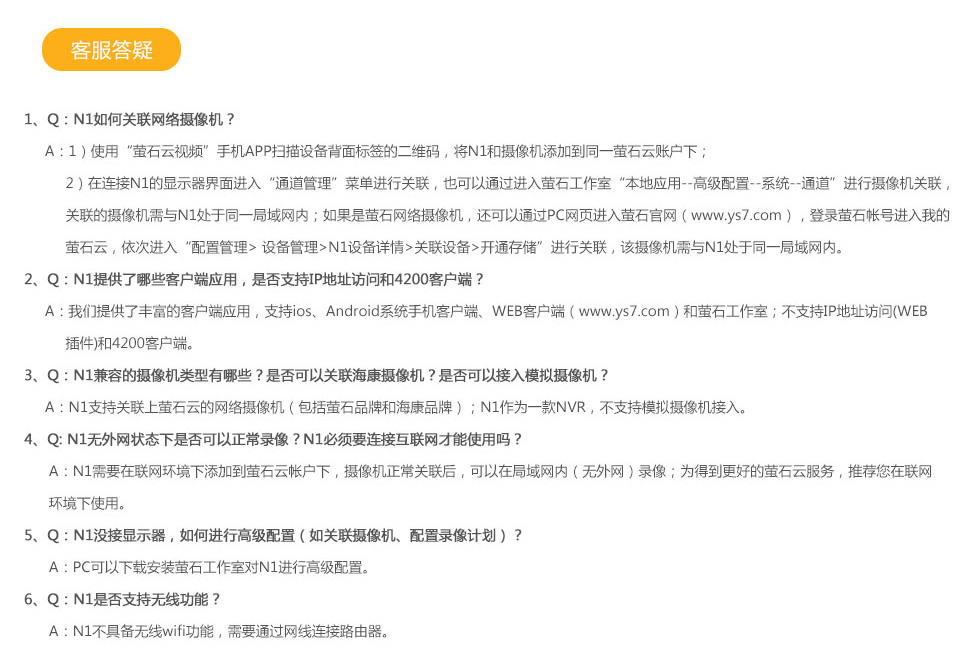 客服答疑
1、Q：N1如何关联网络摄像机？
A：1）使用“萤石云视频”手机APP扫描设备背面标签的二维码，将N1和摄像机添加到同一萤石云账户下；
2）在连接N1的显示器界面进入“通道管理”菜单进行关联，也可以通过进入萤石工作室“本地应用--高级配置--系统--通道”进行摄像机关联，
关联的摄像机需与N1处于同一局域网内；如果是萤石网络摄像机，还可以通过PC网页进入萤石官网（www.ys7.com），登录萤石帐号进入我的
萤石云，依次进入“配置管理> 设备管理>N1设备详情>关联设备>开通存储”进行关联，该摄像机需与N1处于同一局域网内。
2、Q：N1提供了哪些客户端应用，是否支持IP地址访问和4200客户端？
A：我们提供了丰富的客户端应用，支持ios、Android系统手机客户端、WEB客户端（www.ys7.com）和萤石工作室；不支持IP地址访问(WEB
插件)和4200客户端。
3、Q：N1兼容的摄像机类型有哪些？是否可以关联海康摄像机？是否可以接入模拟摄像机？
A：N1支持关联上萤石云的网络摄像机（包括萤石品牌和海康品牌）；N1作为一款NVR，不支持模拟摄像机接入。
4、Q: N1无外网状态下是否可以正常录像？N1必须要连接互联网才能使用吗？
A：N1需要在联网环境下添加到萤石云帐户下，摄像机正常关联后，可以在局域网内（无外网）录像；为得到更好的萤石云服务，推荐您在联网
环境下使用。
5、Q：N1没接显示器，如何进行高级配置（如关联摄像机、配置录像计划）？
A：PC可以下载安装萤石工作室对N1进行高级配置。
6、Q：N1是否支持无线功能？
A：N1不具备无线wifi功能，需要通过网线连接路由器。